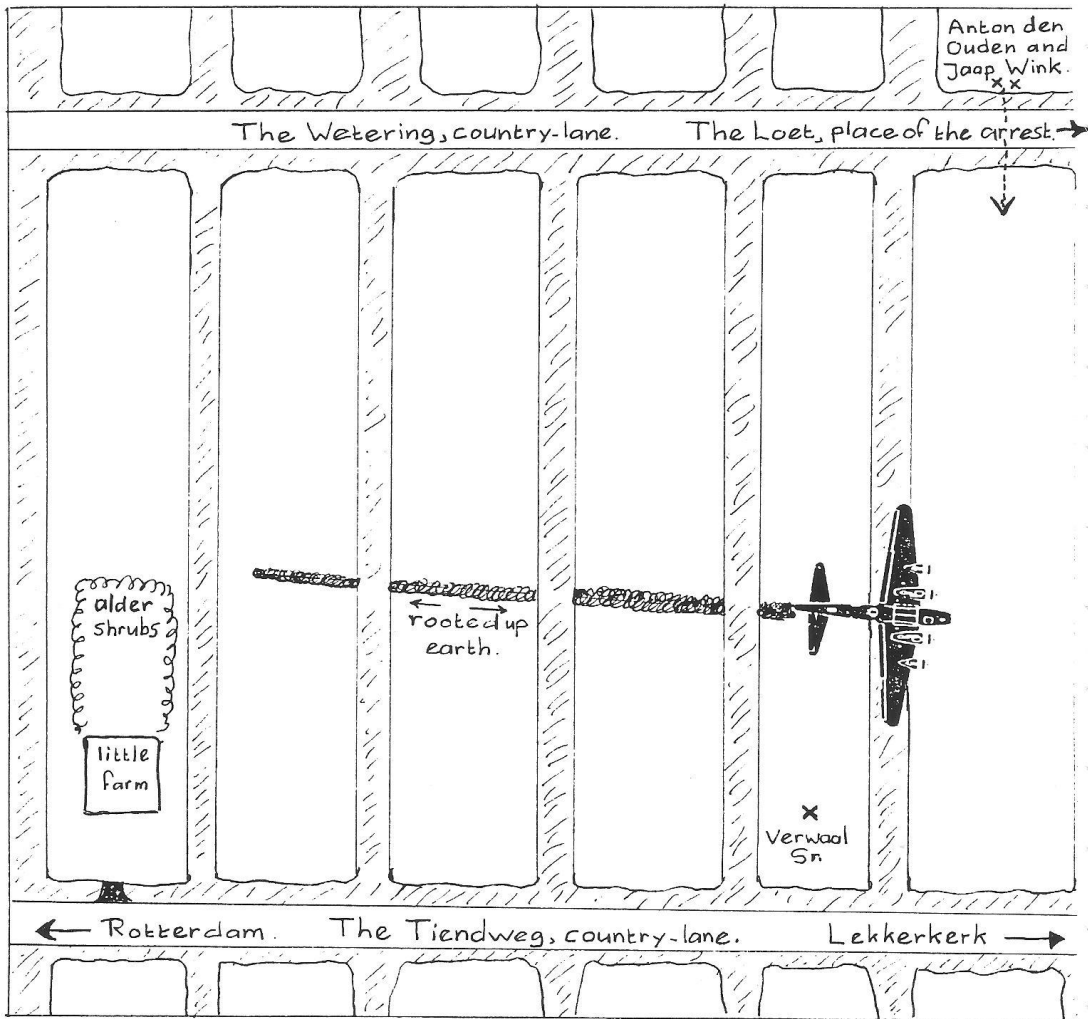 Anton den
Ouden and
Jaap Wink.
The Wetering, country-lane.
The Loet, place of the arrest.
alder
shrubs
rooted up
earth.
little
farm
Verwaal
Sr.
Rotterdam.
The Tiendweg, country-lane.
Lekkerkerk